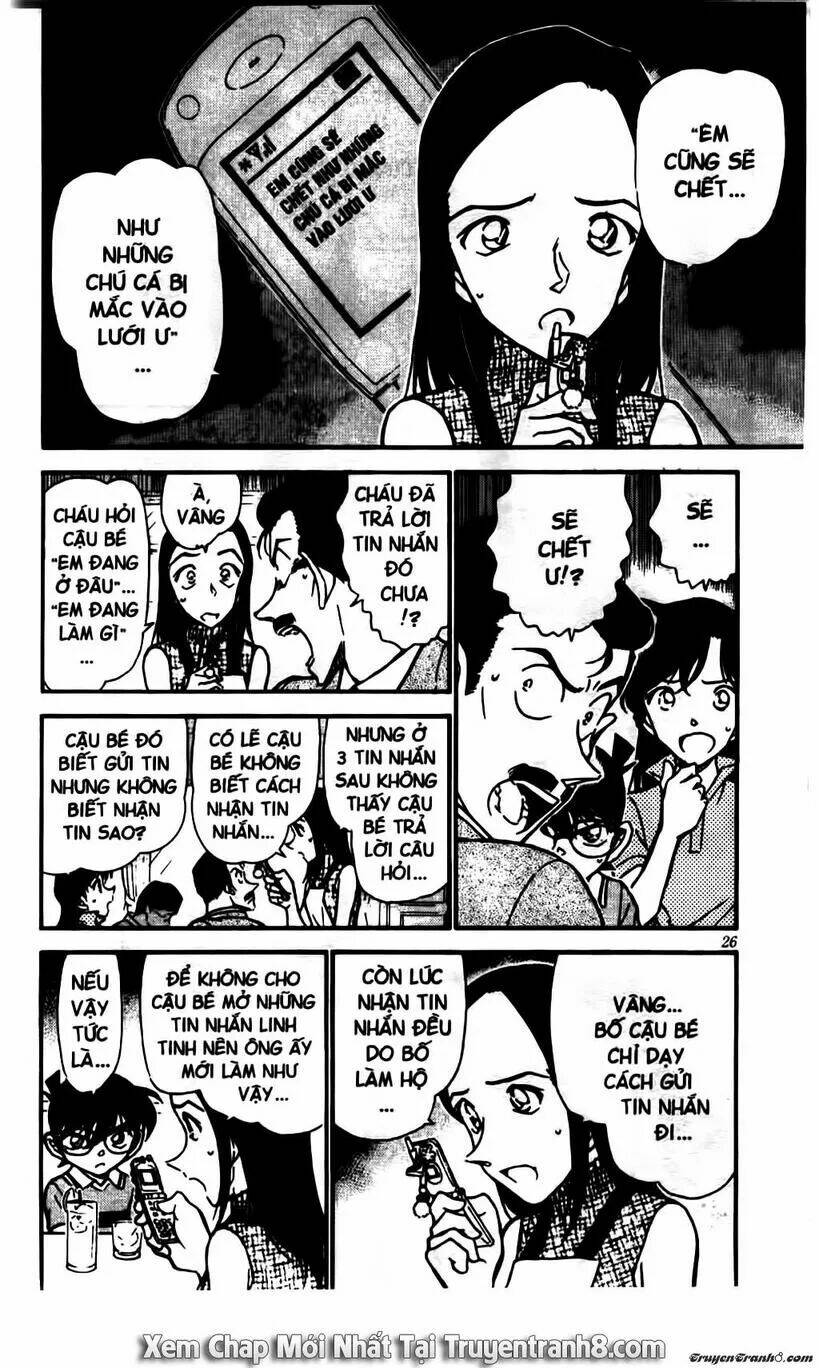 "EM
CŨNG SẼ
CHẾT...
EM CŨNG SẼ
CHẾT NHƯ NHỮNG
CHÚ CÁ BỊ MẮC
VÀO LƯỚI Ư
NHƯ
NHỮNG
CHÚ CÁ BỊ
MẮC VÀO
LƯỚI Ư"
...
SẼ
...
SẼ
CHẾT
Ư!?
CHÁU ĐÃ
TRẢ LỜI
TIN NHẮN
ĐÓ
CHƯA
!?
À,
VÂNG
CHÁU HỎI
CẬU BÉ
"EM ĐANG
Ở ĐÂU"...
"EM ĐANG
LÀM GÌ"
...
NHƯNG Ở
3 TIN NHẮN
SAU KHÔNG
THẤY CẬU
BÉ TRẢ
LỜI CÂU
HỎI...
CÓ LẼ CẬU
BÉ KHÔNG
BIẾT CÁCH
NHẬN TIN
NHẮN...
CẬU BÉ ĐÓ
BIẾT GỬI TIN
NHƯNG KHÔNG
BIẾT NHẬN
TIN SAO?
26
VÂNG...
BỐ CẬU BÉ
CHỈ DẠY
CÁCH GỬI
TIN NHẮN
ĐI...
CÒN LÚC
NHẬN TIN
NHẮN ĐỀU
DO BỐ
LÀM HỘ
...
ĐỂ KHÔNG CHO
CẬU BÉ MỞ NHỮNG
TIN NHẮN LINH
TINH NÊN ÔNG ẤY
MỚI LÀM NHƯ
VẬY...
NẾU
VẬY
TỨC
LÀ...
Xem Chap Mới Nhất Tại Truyentranh8.com
TruyenTranh8.com